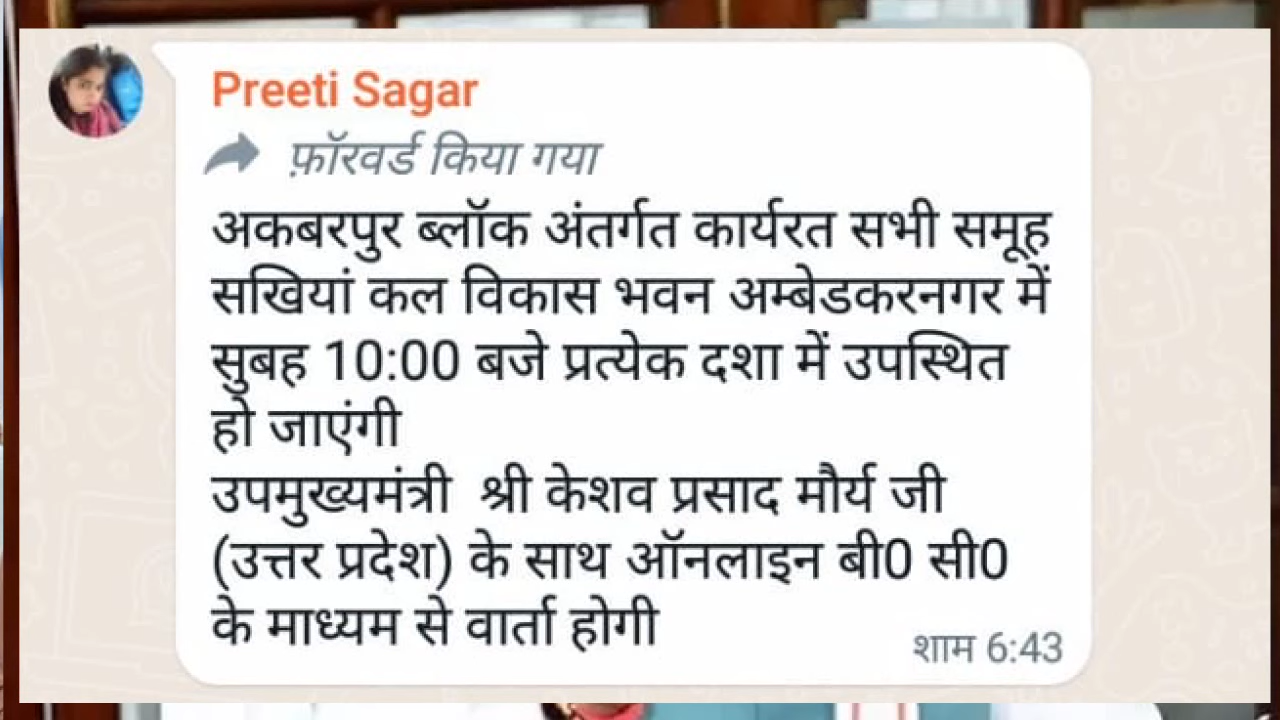 Preeti Sagar
फ़ॉरवर्ड किया गया
अकबरपुर ब्लॉक अंतर्गत कार्यरत सभी समूह
सखियां कल विकास भवन अम्बेडकरनगर में
सुबह 10:00 बजे प्रत्येक दशा में उपस्थित
हो जाएंगी
उपमुख्यमंत्री श्री केशव प्रसाद मौर्य जी
(उत्तर प्रदेश) के साथ ऑनलाइन बी0 सी0
के माध्यम से वार्ता होगी
शाम 6:43